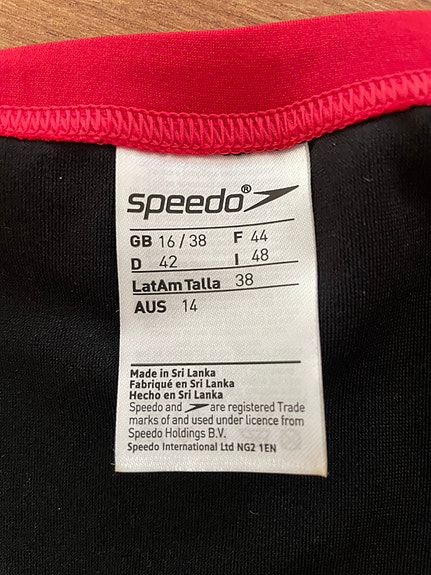 speedo®
GB 16 / 38 F 44
D 42 I 48
LatAm Talla 38
AUS 14
Made in Sri Lanka
Fabriqué en Sri Lanka
Hecho en Sri Lanka
Speedo and are registered Trade
marks of and used under licence from
Speedo Holdings B.V.
Speedo International Ltd NG2 1EN